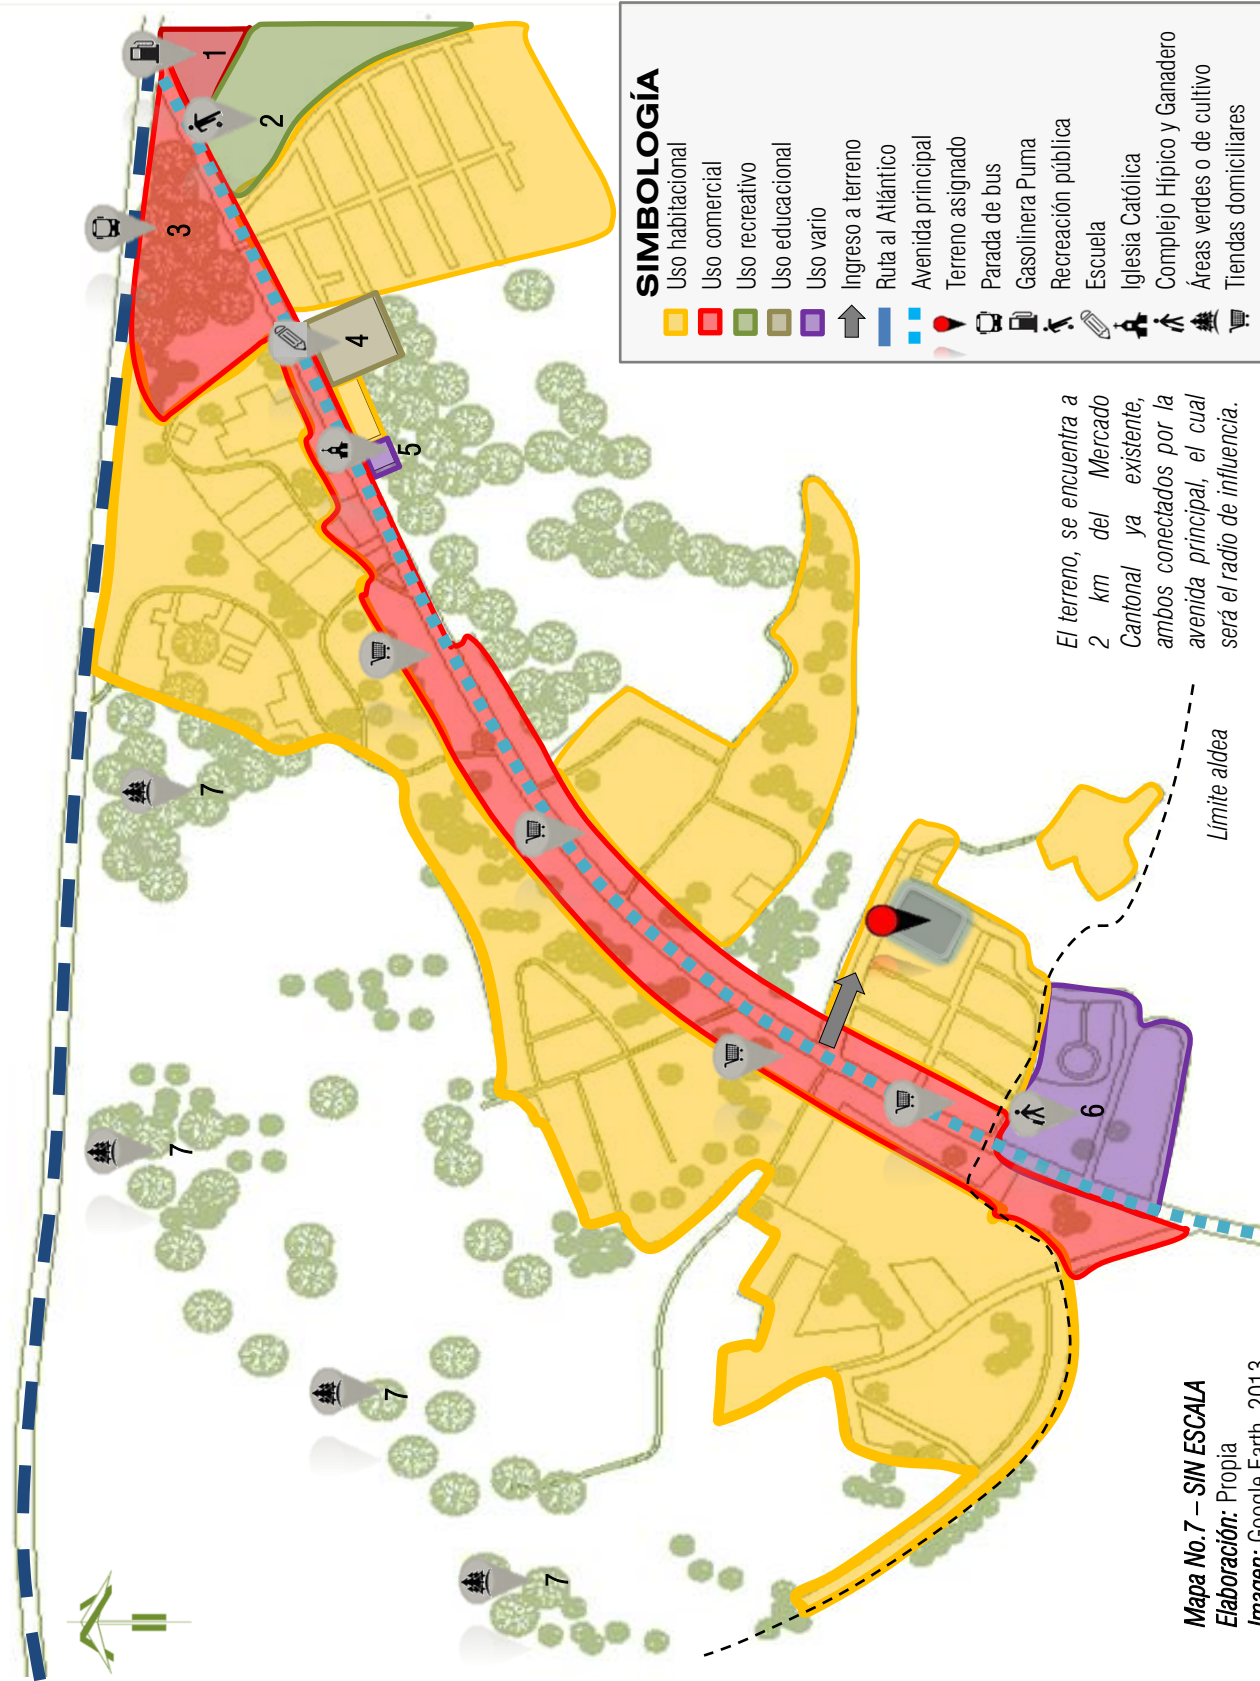 1
2
3
4
5
6
7
7
7
7
SIMBOLOGÍA
Uso habitacional
Uso comercial
Uso recreativo
Uso educacional
Uso vario
Ingreso a terreno
Ruta al Atlántico
Avenida principal
Terreno asignado
Parada de bus
Gasolinera Puma
Recreación pública
Escuela
Iglesia Católica
Complejo Hípico y Ganadero
Áreas verdes o de cultivo
Tiendas domiciliares
El terreno, se encuentra a
2 km del Mercado
Cantonal ya existente,
ambos conectados por la
avenida principal, el cual
será el radio de influencia.
Límite aldea
Mapa No.7 – SIN ESCALA
Elaboración: Propia
Imagen: Google Earth, 2013